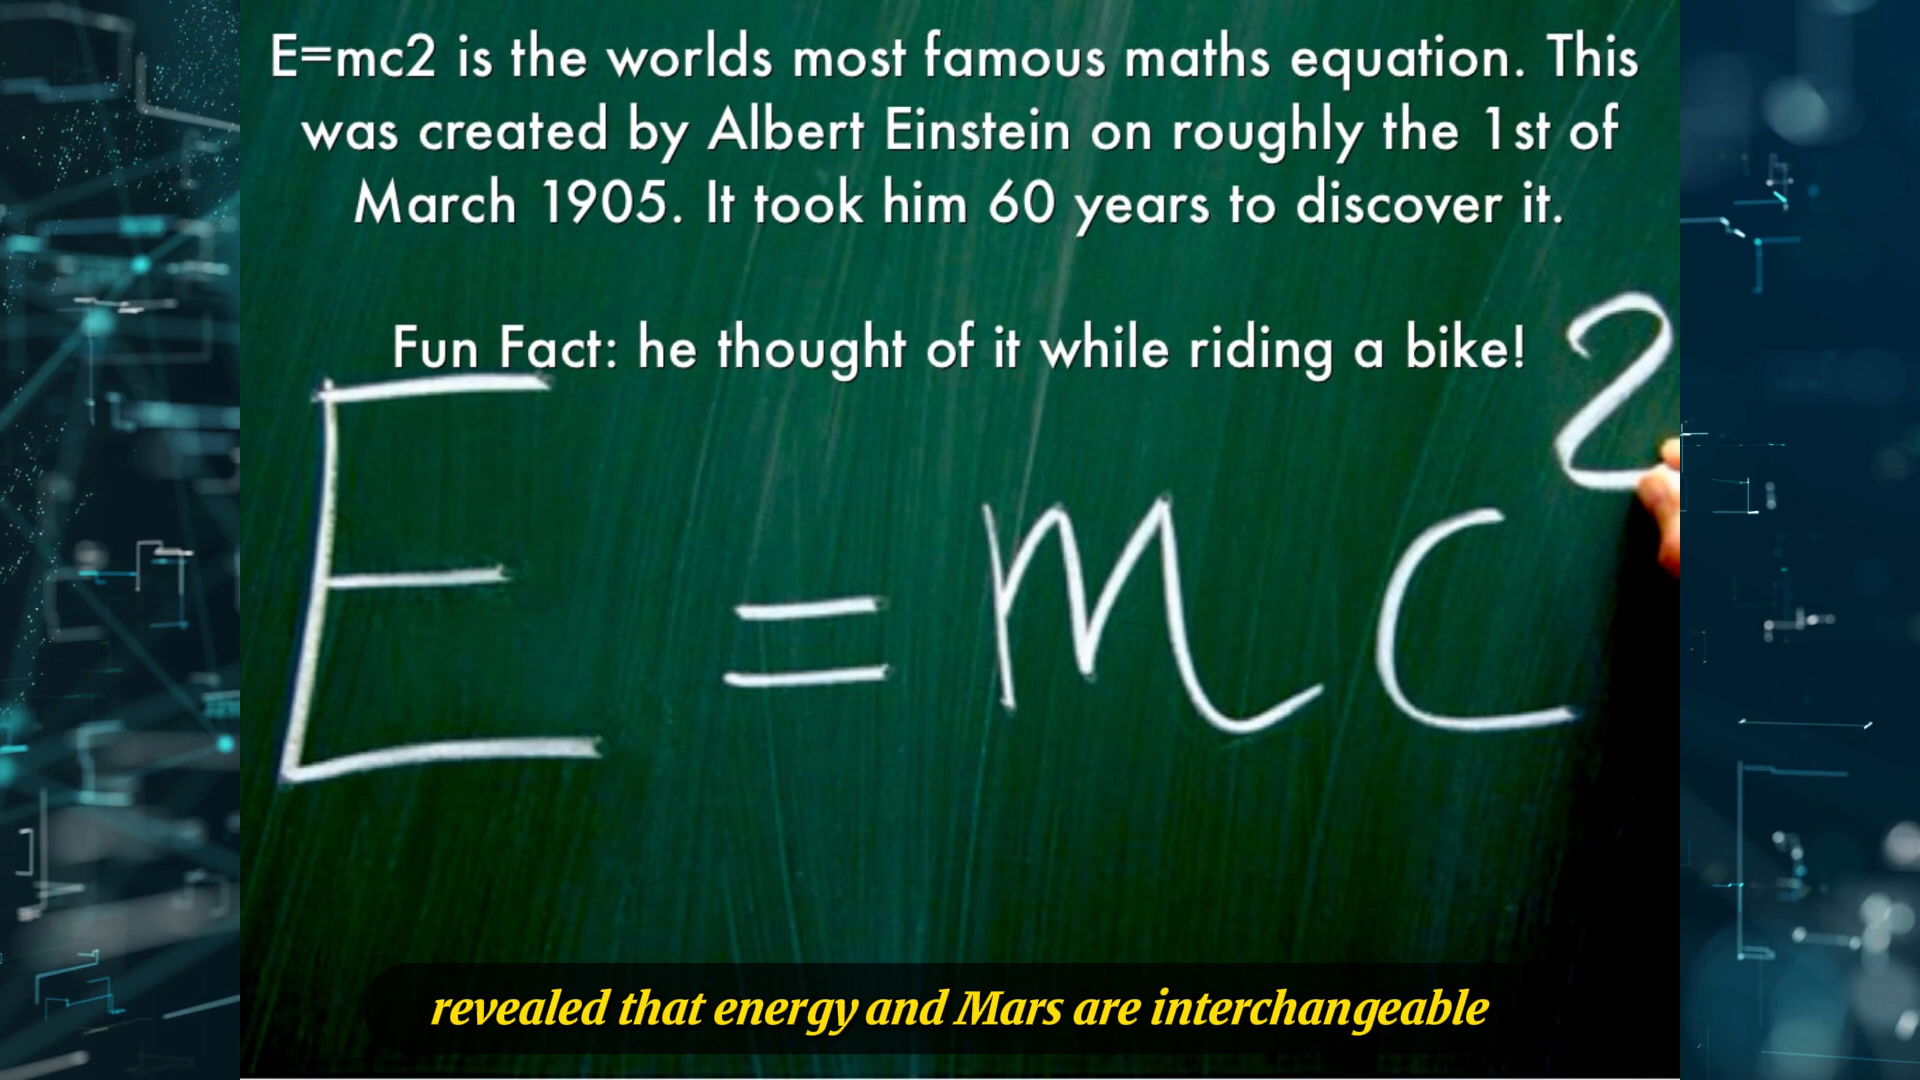 E=mc2 is the worlds most famous maths equation. This
was created by Albert Einstein on roughly the 1st of
March 1905. It took him 60 years to discover it.
Fun Fact: he thought of it while riding a bike!
E = mc²
revealed that energy and Mars are interchangeable